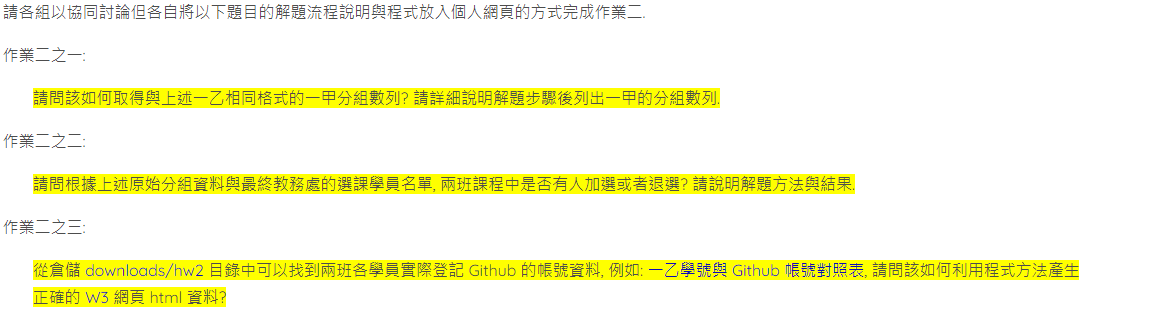 請各組以協同討論但各自將以下題目的解題流程說明與程式放入個人網頁的方式完成作業二.
作業二之一:
請問該如何取得與上述一乙相同格式的一甲分組數列? 請詳細說明解題步驟後列出一甲的分組數列.
作業二之二:
請問根據上述原始分組資料與最終教務處的選課學員名單, 兩班課程中是否有人加選或者退選? 請說明解題方法與結果.
作業二之三:
從倉儲 downloads/hw2 目錄中可以找到兩班各學員實際登記 Github 的帳號資料, 例如: 一乙學號與 Github 帳號對照表, 請問該如何利用程式方法產生
正確的 W3 網頁 html 資料?